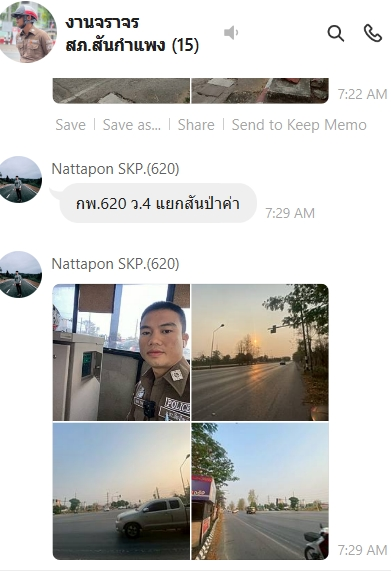 งานจราจร
สภ.สันกำแพง (15)
7:22 AM
Save | Save as... | Share | Send to Keep Memo
Nattapon SKP.(620)
กพ.620 ว.4 แยกสันป่าค่า
7:29 AM
Nattapon SKP.(620)
POLICE
7:29 AM